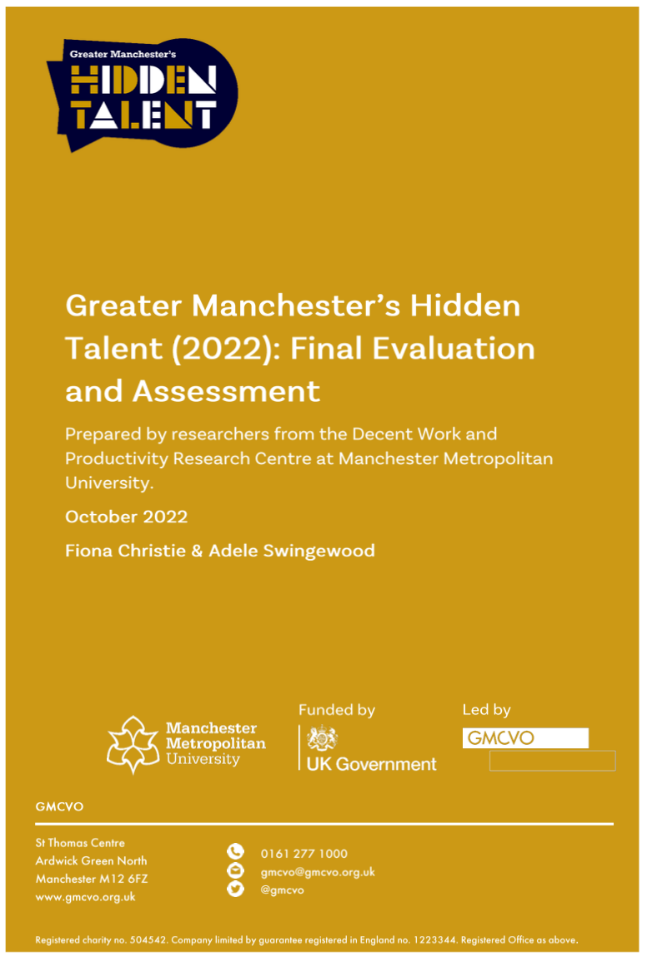 Greater Manchester's
HIDDEN
TALENT
Greater Manchester’s Hidden
Talent (2022): Final Evaluation
and Assessment
Prepared by researchers from the Decent Work and
Productivity Research Centre at Manchester Metropolitan
University.
October 2022
Fiona Christie & Adele Swingewood
Manchester
Metropolitan
University
Funded by
UK Government
Led by
GMCVO
GMCVO
St Thomas Centre
Ardwick Green North
Manchester M12 6FZ
www.gmcvo.org.uk
0161 277 1000
gmcvo@gmcvo.org.uk
@gmcvo
Registered charity no. 504542. Company limited by guarantee registered in England no. 1223344. Registered Office as above.